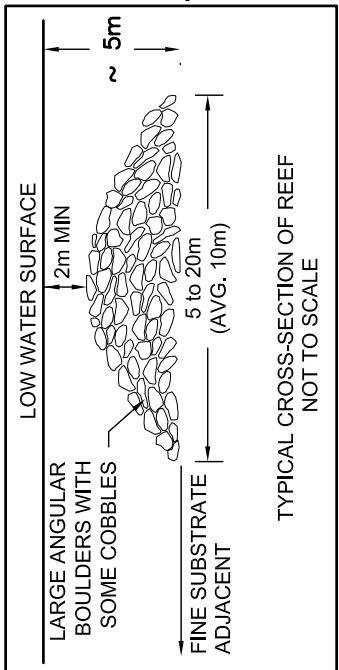 LOW WATER SURFACE
2m MIN
~ 5m
LARGE ANGULAR
BOULDERS WITH
SOME COBBLES
5 to 20m
(AVG. 10m)
FINE SUBSTRATE
ADJACENT
TYPICAL CROSS-SECTION OF REEF
NOT TO SCALE